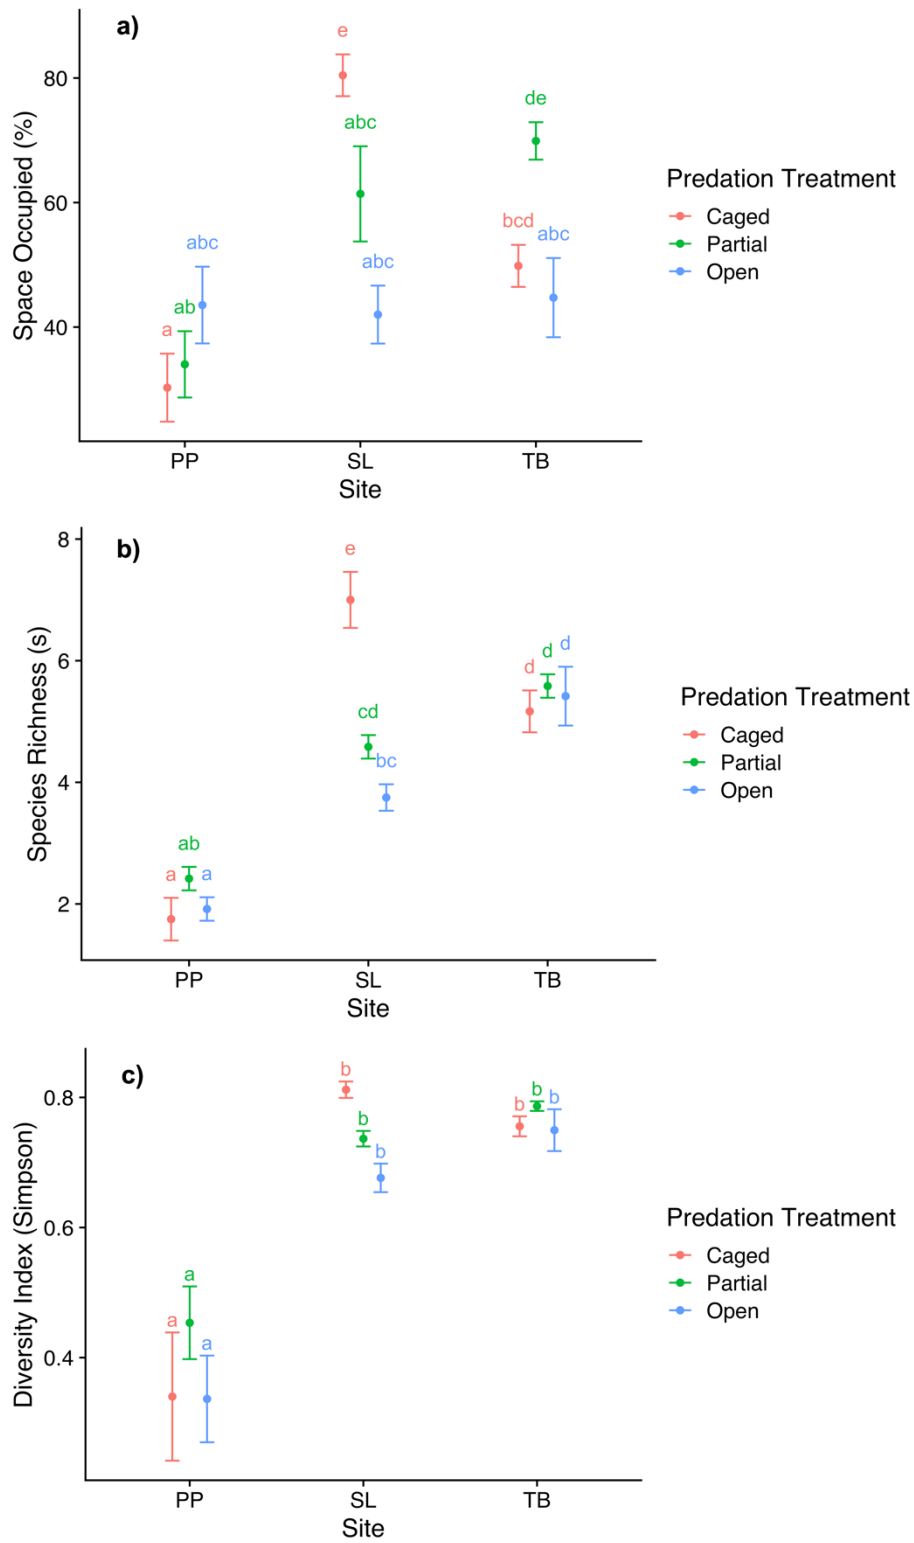 a)
e
80
abc
de
Space Occupied (%)
60
bcd
abc
abc
abc
40
ab
a
PP
SL
TB
Site
Predation Treatment
Caged
Partial
Open
b)
8
e
Species Richness (s)
6
d
d
d
cd
bc
4
ab
a
a
2
PP
SL
TB
Site
Predation Treatment
Caged
Partial
Open
c)
b
b
b
b
0.8
b
b
Diversity Index (Simpson)
0.6
a
a
a
0.4
PP
SL
TB
Site
Predation Treatment
Caged
Partial
Open